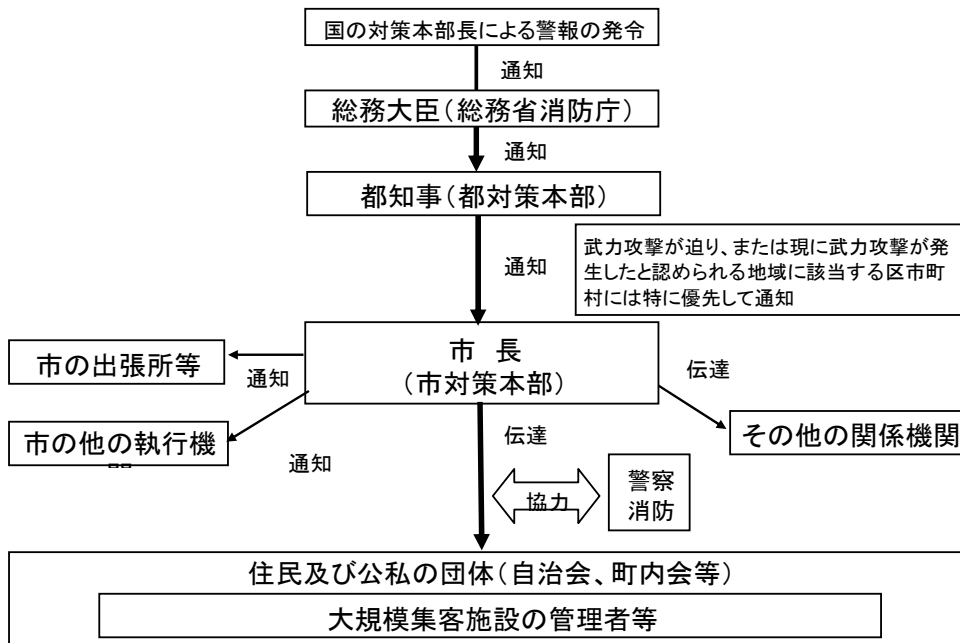 国の対策本部長による警報の発令
通知
総務大臣（総務省消防庁）
通知
都知事（都対策本部）
通知
武力攻撃が迫り、または現に武力攻撃が発
生したと認められる地域に該当する区市町
村には特に優先して通知
市 長
（市対策本部）
市の出張所等
通知
伝達
市の他の執行機
通知
伝達
その他の関係機関
協力
警察
消防
住民及び公私の団体（自治会、町内会等）
大規模集客施設の管理者等